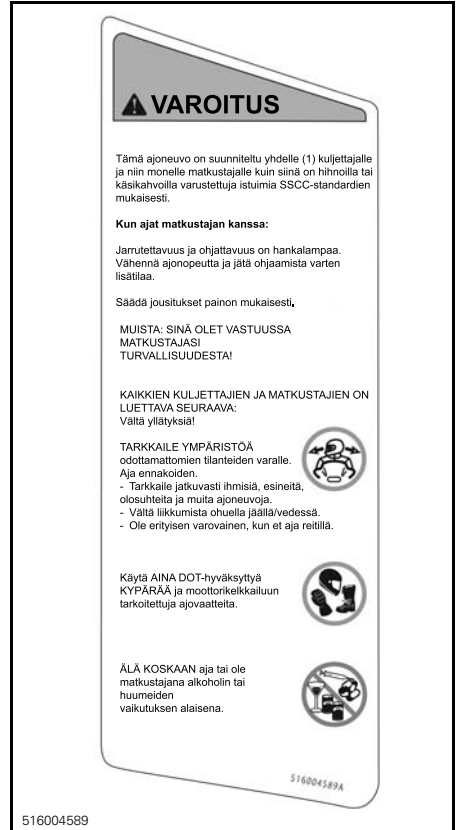 VAROITUS
Tämä ajoneuvo on suunniteltu yhdelle (1) kuljettajalle
ja niin monelle matkustajalle kuin siinä on hihnoilla tai
käsikahvoilla varustettuja istuimia SSCC-standardien
mukaisesti.
Kun ajat matkustajan kanssa:
Jarrutettavuus ja ohjattavuus on hankalampaa.
Vähennä ajonopeutta ja jätä ohjaamista varten
lisätilaa.
Säädä jousitukset painon mukaisesti.
MUISTA: SINÄ OLET VASTUUSSA
MATKUSTAJASI
TURVALLISUUDESTA!
KAIKKIEN KULJETTAJIEN JA MATKUSTAJIEN ON
LUETTAVA SEURAAVA:
Vältä yllätyksiä!
TARKKAILE YMPÄRISTÖÄ
odottamattomien tilanteiden varalle.
Aja ennakoiden.
- Tarkkaile jatkuvasti ihmisiä, esineitä,
olosuhteita ja muita ajoneuvoja.
- Vältä liikkumista ohuella jäällä/vedessä.
- Ole erityisen varovainen, kun et aja reitillä.
Käytä AINA DOT-hyväksyttyä
KYPÄRÄÄ ja moottorikelkkailuun
tarkoitettuja ajovaatteita.
ÄLÄ KOSKAAN aja tai ole
matkustajana alkoholin tai
huumeiden
vaikutuksen alaisena.
516004589A
516004589